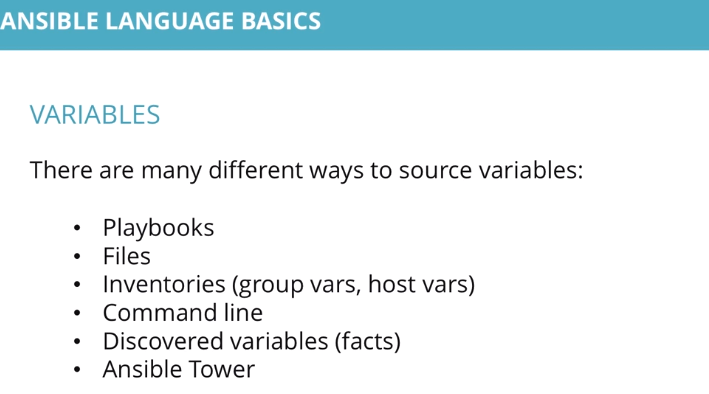 ANSIBLE LANGUAGE BASICS
VARIABLES
There are many different ways to source variables:
• Playbooks
• Files
• Inventories (group vars, host vars)
• Command line
• Discovered variables (facts)
• Ansible Tower